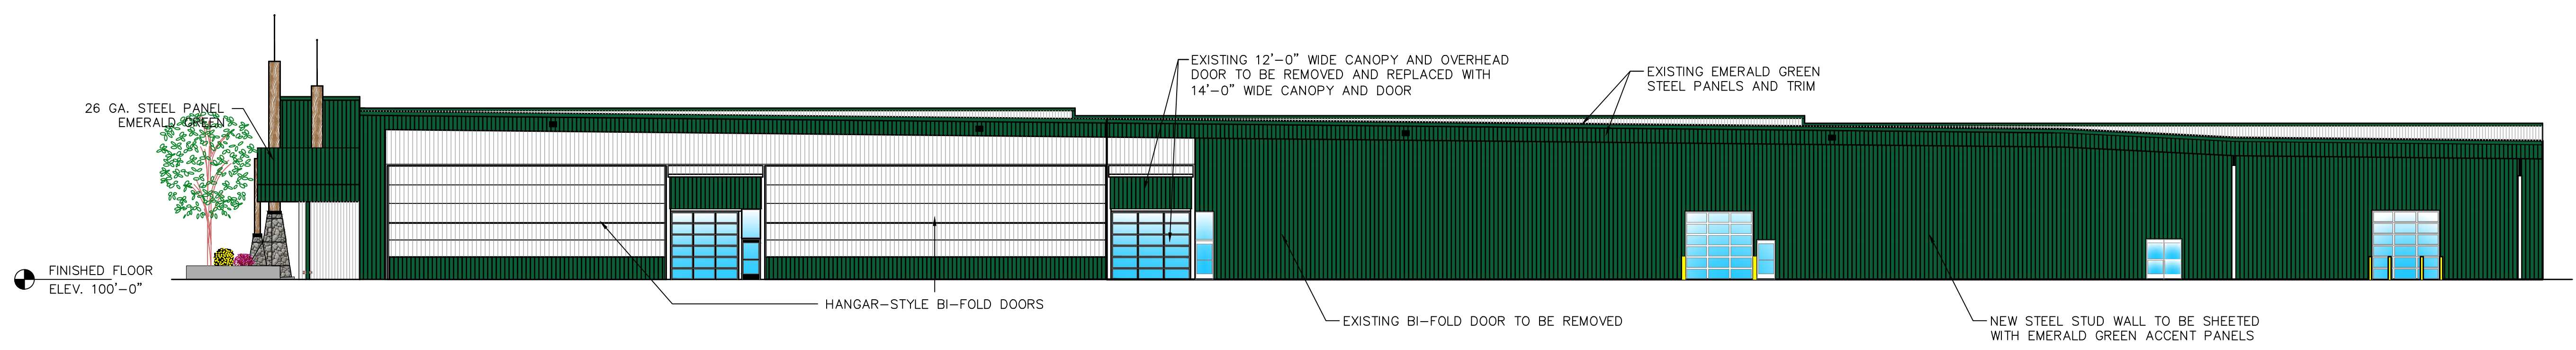 EXISTING 12'-0" WIDE CANOPY AND OVERHEAD
DOOR TO BE REMOVED AND REPLACED WITH
14'-0" WIDE CANOPY AND DOOR
EXISTING EMERALD GREEN
STEEL PANELS AND TRIM
26 GA. STEEL PANEL
EMERALD GREEN
FINISHED FLOOR
ELEV. 100'-0"
HANGAR-STYLE BI-FOLD DOORS
EXISTING BI-FOLD DOOR TO BE REMOVED
NEW STEEL STUD WALL TO BE SHEETED
WITH EMERALD GREEN ACCENT PANELS